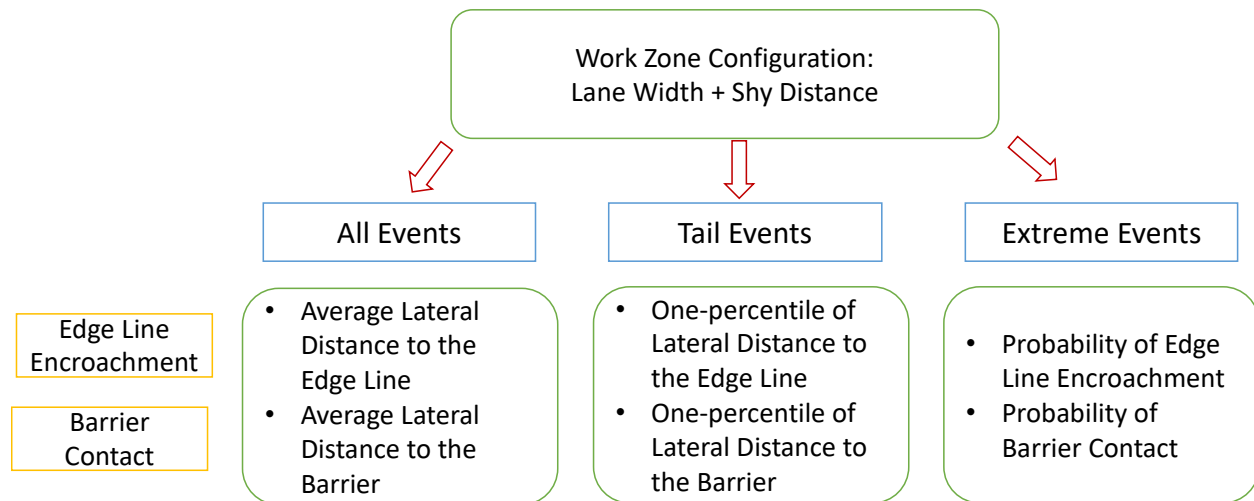 Work Zone Configuration:
Lane Width + Shy Distance
All Events
Tail Events
Extreme Events
Edge Line
Encroachment
Barrier
Contact
• Average Lateral
Distance to the
Edge Line
• Average Lateral
Distance to the
Barrier
• One-percentile of
Lateral Distance to
the Edge Line
• One-percentile of
Lateral Distance to
the Barrier
• Probability of Edge
Line Encroachment
• Probability of
Barrier Contact